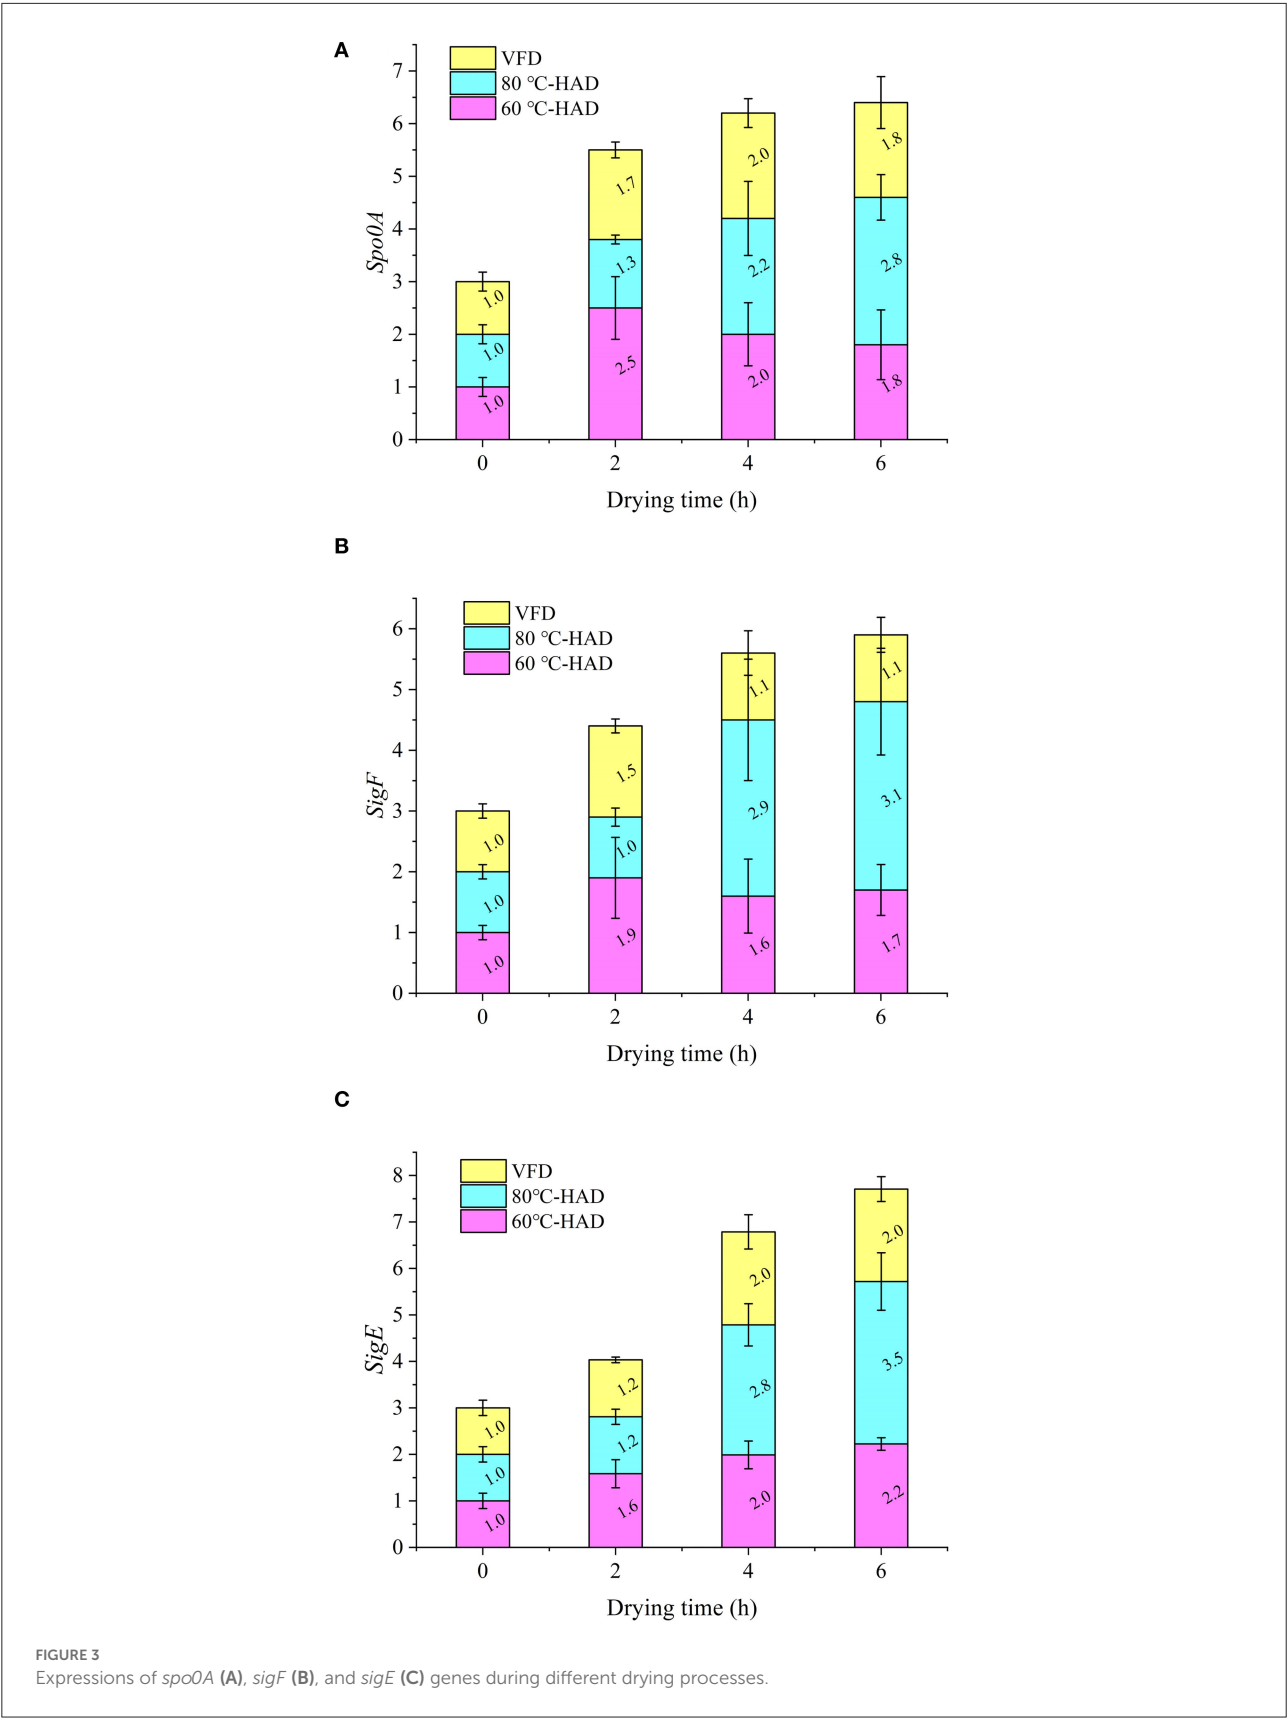 A
VFD
80 °C-HAD
60 °C-HAD
7
6
5
4
3
2
1
0
Spo0A
1.0
1.0
1.0
1.7
1.3
2.5
2.0
2.2
2.0
1.8
2.8
1.8
0 2 4 6
Drying time (h)
B
VFD
80 °C-HAD
60 °C-HAD
6
5
4
3
2
1
0
SigF
1.0
1.0
1.0
1.5
1.0
1.9
1.1
2.9
1.6
1.1
3.1
1.7
0 2 4 6
Drying time (h)
C
VFD
80°C-HAD
60°C-HAD
8
7
6
5
4
3
2
1
0
SigE
1.0
1.0
1.0
1.2
1.2
1.6
2.0
2.8
2.0
2.0
3.5
2.2
0 2 4 6
Drying time (h)
FIGURE 3
Expressions of spo0A (A), sigF (B), and sigE (C) genes during different drying processes.